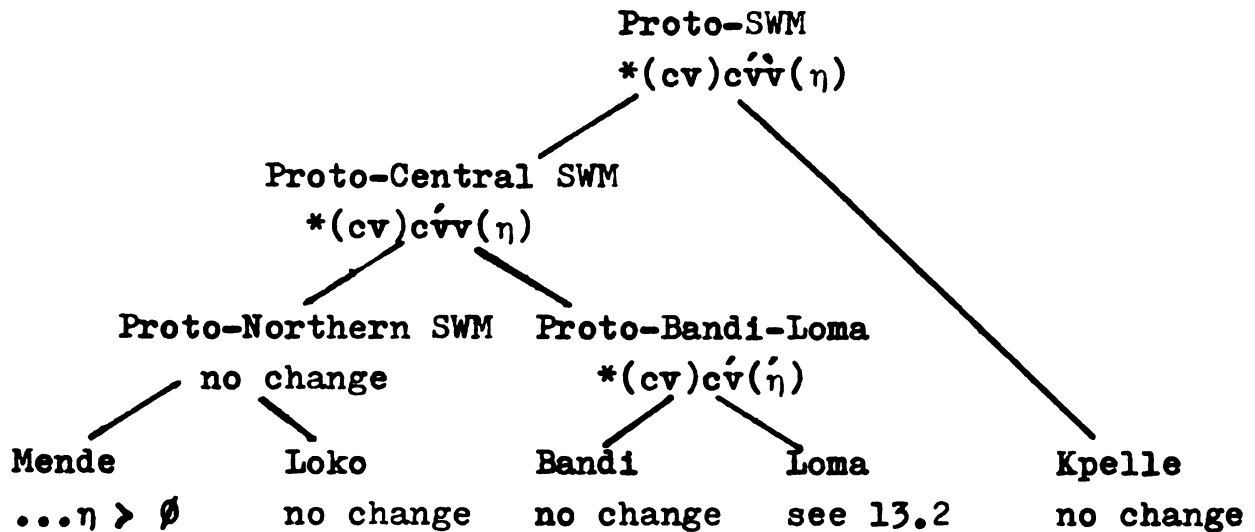 Proto-SWM
*(cv)cv́v̀(η)
Proto-Central SWM
*(cv)cv́v(η)
Proto-Northern SWM Proto-Bandi-Loma
no change *(cv)cv́(ή)
Mende Loko Bandi Loma Kpelle
...η > ∅ no change no change see 13.2 no change